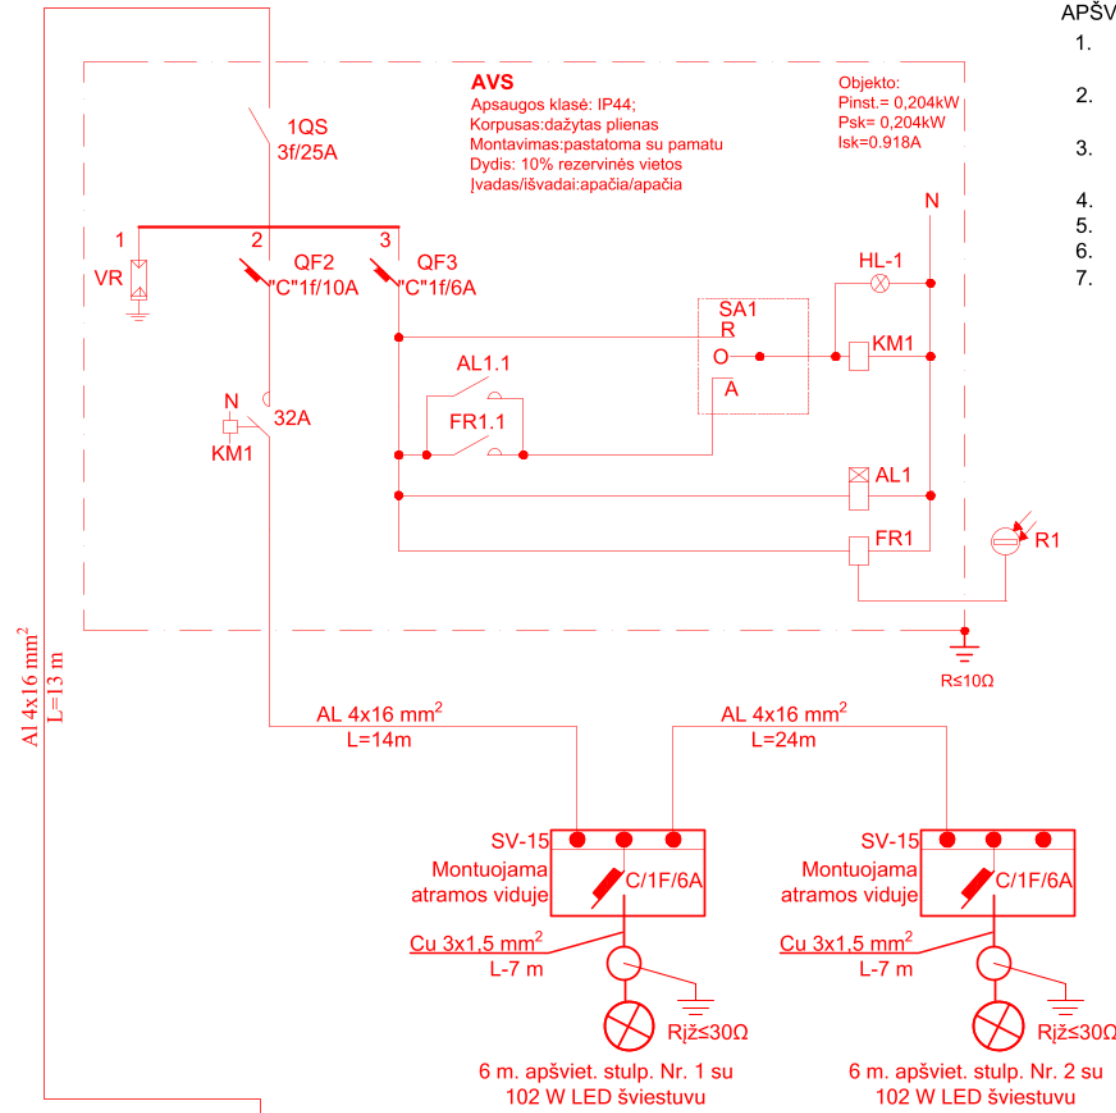 APŠV
1.
2.
3.
4.
5.
6.
7.
AVS
Apsaugos klasė: IP44;
Korpusas:dažytas plienas
Montavimas:pastatoma su pamatu
Dydis: 10% rezervinės vietos
Įvadas/išvadai:apačia/apačia
Objekto:
Pinst.= 0,204kW
Psk= 0,204kW
Isk=0.918A
1QS
3f/25A
1
2
3
VR
QF2
"C"1f/10A
QF3
"C"1f/6A
N
HL-1
SA1
R
O
A
KM1
AL1.1
FR1.1
N
32A
KM1
AL1
FR1
R1
R≤10Ω
Al 4x16 mm²
L=13 m
AL 4x16 mm²
L=14m
AL 4x16 mm²
L=24m
SV-15
Montuojama
atramos viduje
C/1F/6A
Cu 3x1,5 mm²
L-7 m
Rįž≤30Ω
6 m. apšviet. stulp. Nr. 1 su
102 W LED šviestuvu
SV-15
Montuojama
atramos viduje
C/1F/6A
Cu 3x1,5 mm²
L-7 m
Rįž≤30Ω
6 m. apšviet. stulp. Nr. 2 su
102 W LED šviestuvu